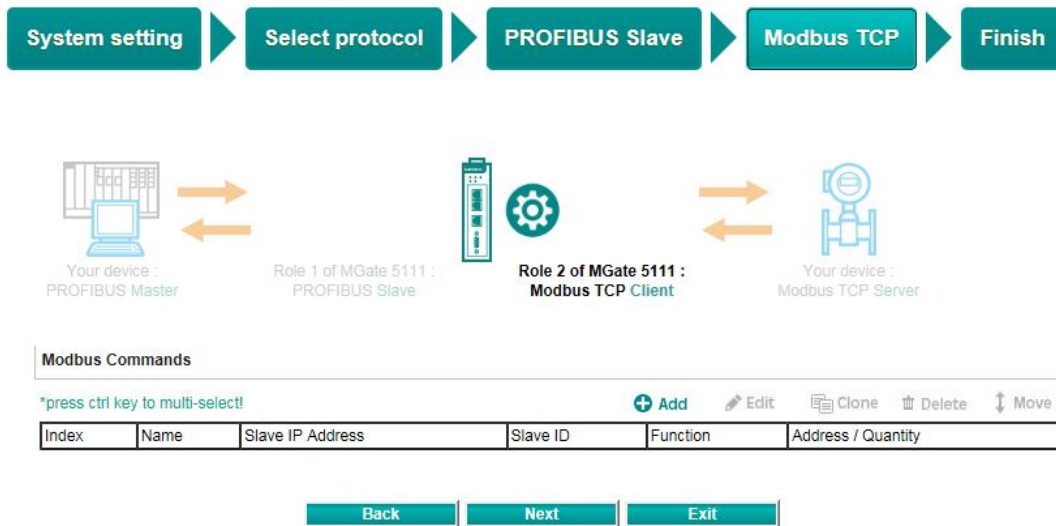 System setting
Select protocol
PROFIBUS Slave
Modbus TCP
Finish
Your device :
PROFIBUS Master
Role 1 of MGate 5111 :
PROFIBUS Slave
Role 2 of MGate 5111 :
Modbus TCP Client
Your device :
Modbus TCP Server
Modbus Commands
*press ctrl key to multi-select!
Add Edit Clone Delete Move
Index Name Slave IP Address Slave ID Function Address / Quantity
Back Next Exit